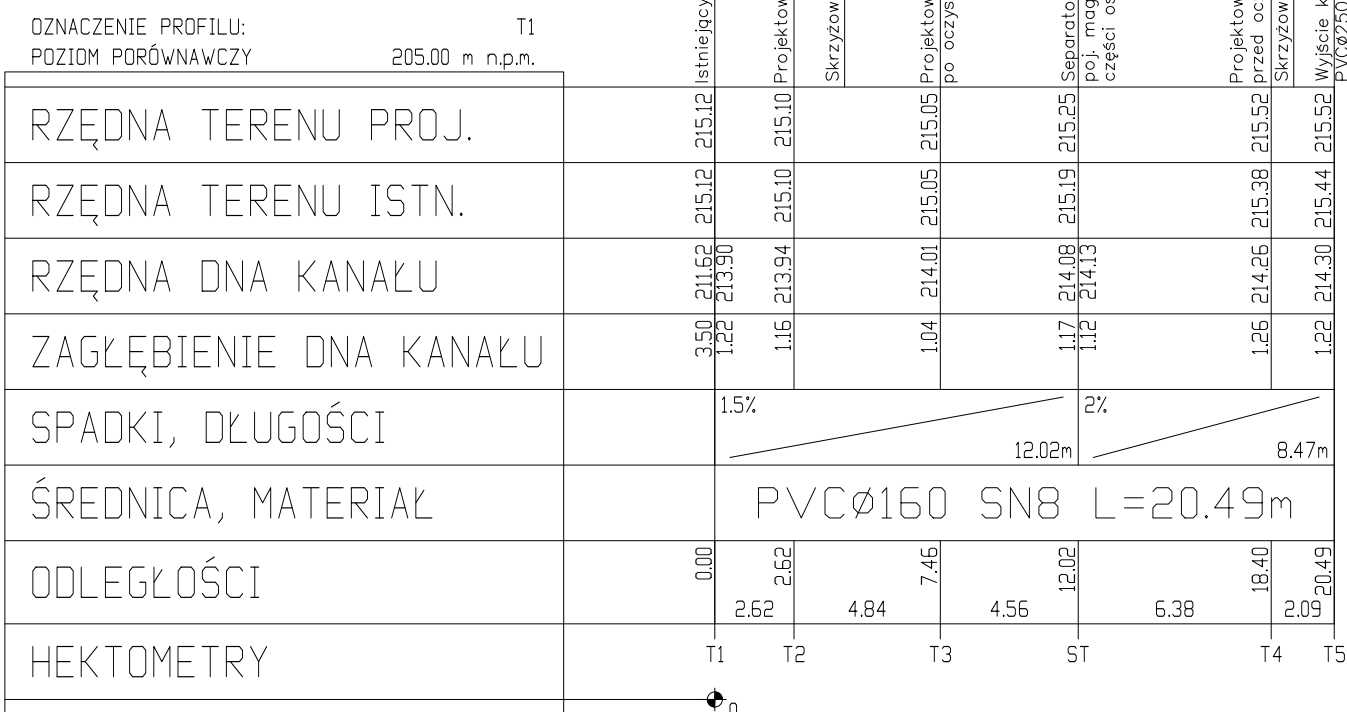 OZNACZENIE PROFILU: T1
POZIOM PORÓWNAWCZY 205.00 m n.p.m.
Istniejący
Projektow
Skrzyżow
Projektow
po oczys
Separato
poj. mag
części os
Projektow
przed oc
Skrzyżow
Wyjście k
PVCø250
RZĘDNA TERENU PROJ. 215.12 215.10 215.05 215.25 215.52 215.52
RZĘDNA TERENU ISTN. 215.12 215.10 215.05 215.19 215.38 215.44
RZĘDNA DNA KANAŁU 211.62 213.90 213.94 214.01 214.08 214.13 214.26 214.30
ZAGŁĘBIENIE DNA KANAŁU 3.50 1.22 1.16 1.04 1.17 1.12 1.26 1.22
SPADKI, DŁUGOŚCI 1.5% 12.02m 2% 8.47m
ŚREDNICA, MATERIAŁ PVCø160 SN8 L=20.49m
ODLEGŁOŚCI 0.00 2.62 7.46 12.02 18.40 20.49
2.62 4.84 4.56 6.38 2.09
HEKTOMETRY T1 T2 T3 ST T4 T5
0